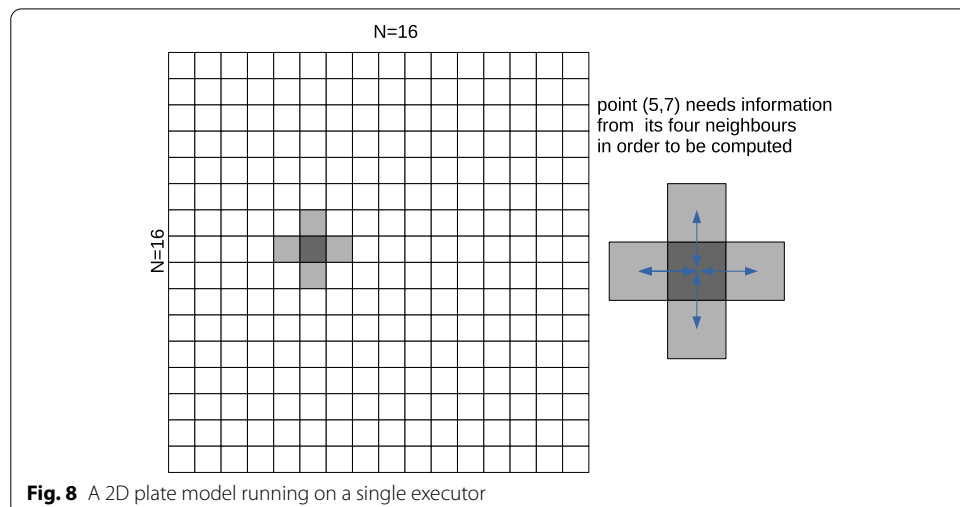 N=16
N=16
point (5,7) needs information
from its four neighbours
in order to be computed
Fig. 8 A 2D plate model running on a single executor